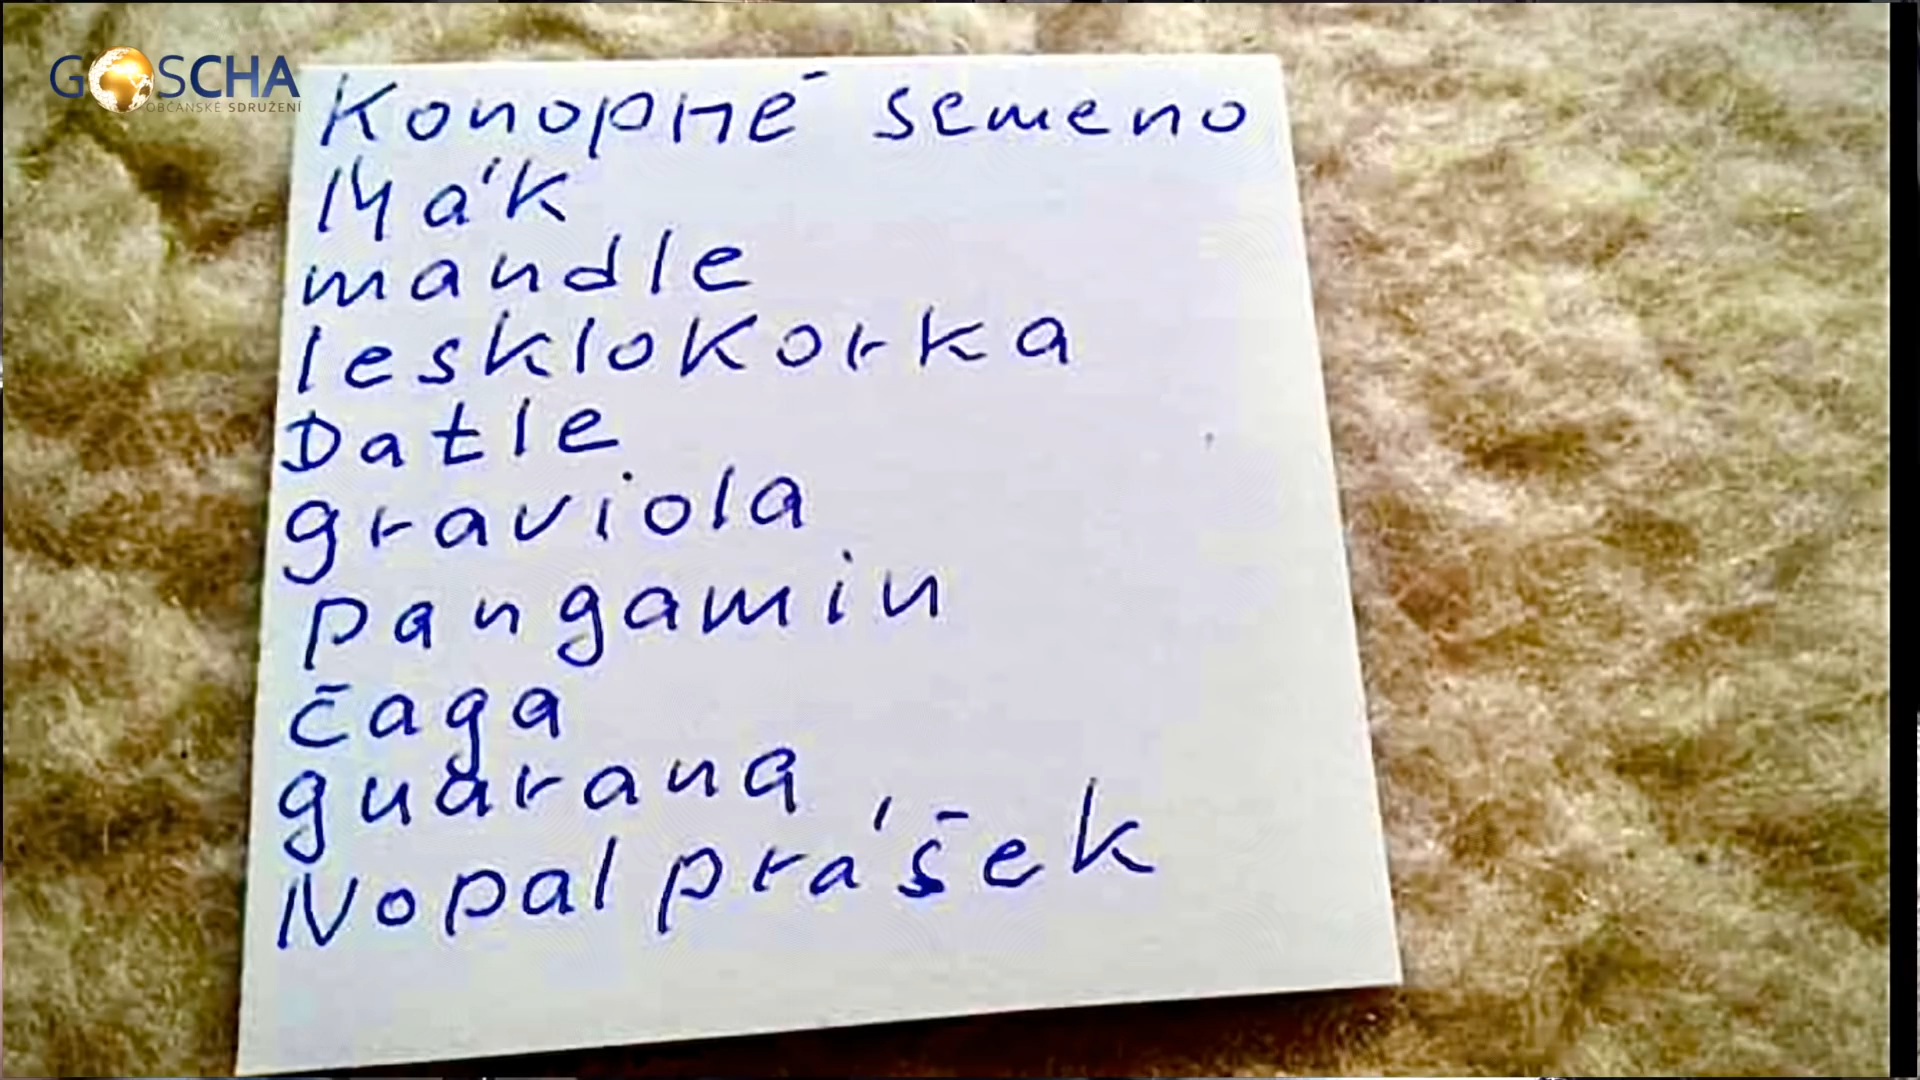 GOSCHA
OBČANSKÉ SDRUŽENÍ
Konopné semeno
Mák
mandle
lesklokorka
Datle
graviola
Pangamin
čaga
guarana
Nopal prášek